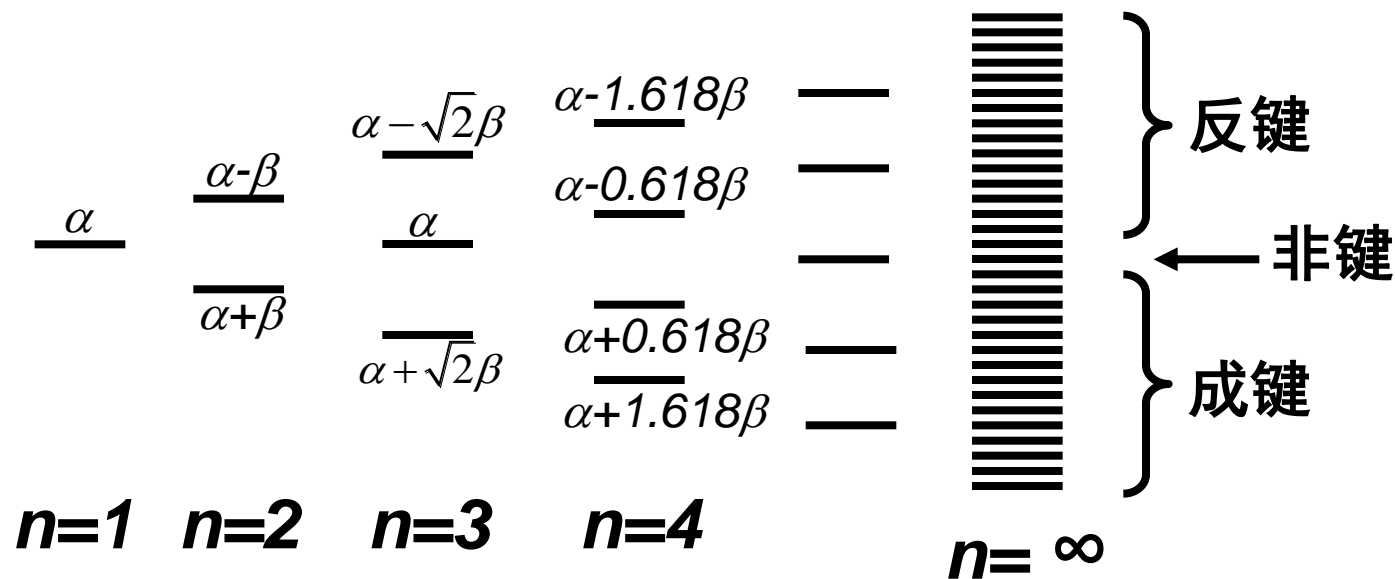 α
α-β
α+β
α-√2β
α
α+√2β
α-1.618β
α-0.618β
α+0.618β
α+1.618β
反键
非键
成键
n=1 n=2 n=3 n=4 n=∞